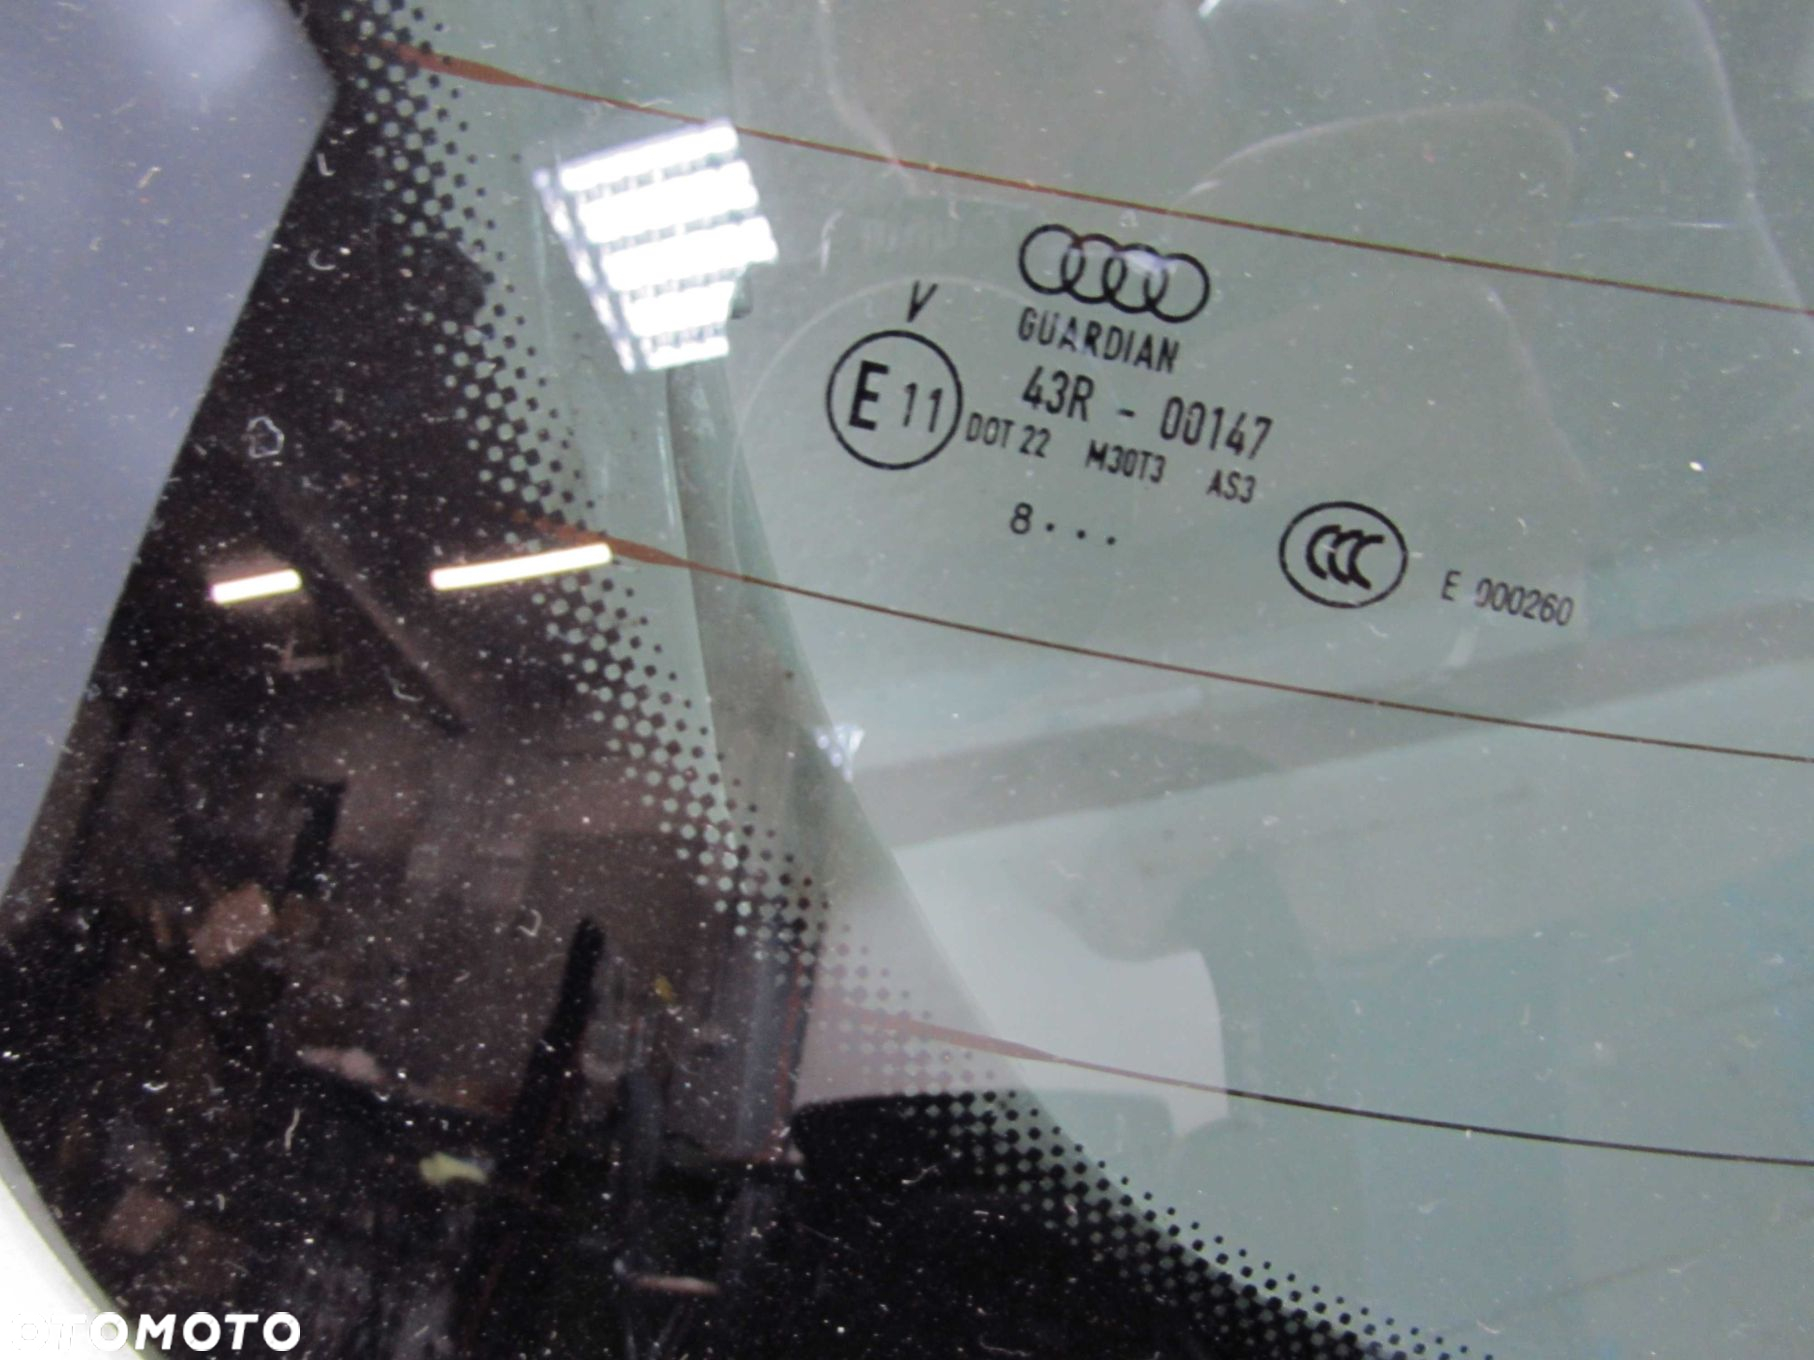 GUARDIAN
V
E 11
43R - 00147
DOT 22 M30T3 AS3
8...
CCC
E 000260
OTOMOTO